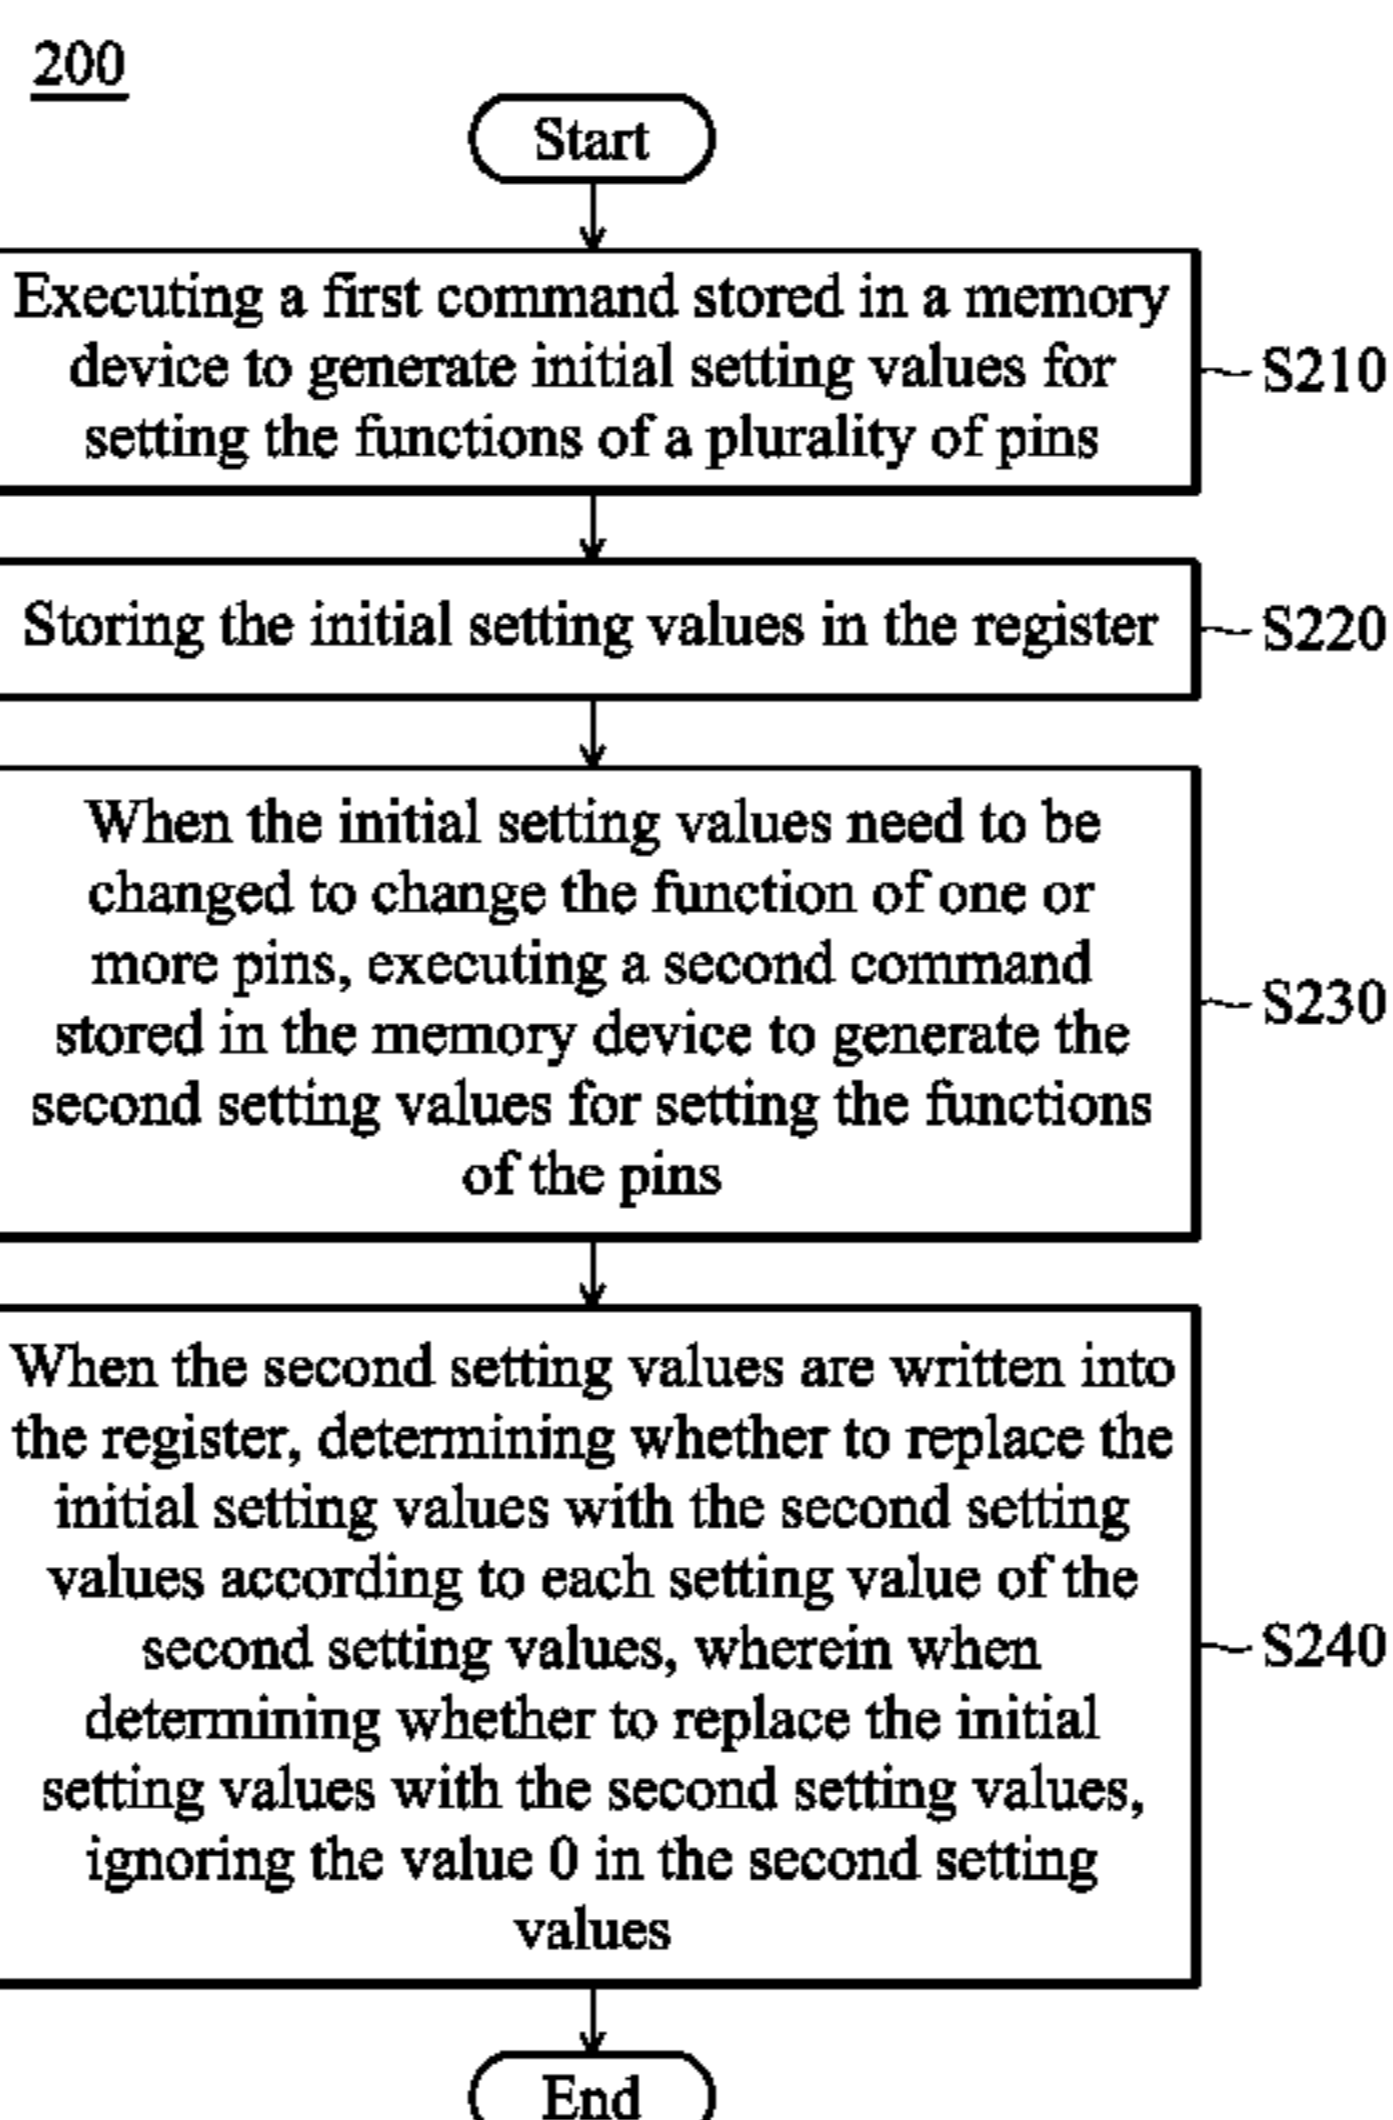 200
Start
Executing a first command stored in a memory
device to generate initial setting values for
setting the functions of a plurality of pins
S210
Storing the initial setting values in the register
S220
When the initial setting values need to be
changed to change the function of one or
more pins, executing a second command
stored in the memory device to generate the
second setting values for setting the functions
of the pins
S230
When the second setting values are written into
the register, determining whether to replace the
initial setting values with the second setting
values according to each setting value of the
second setting values, wherein when
determining whether to replace the initial
setting values with the second setting values,
ignoring the value 0 in the second setting
values
S240
End